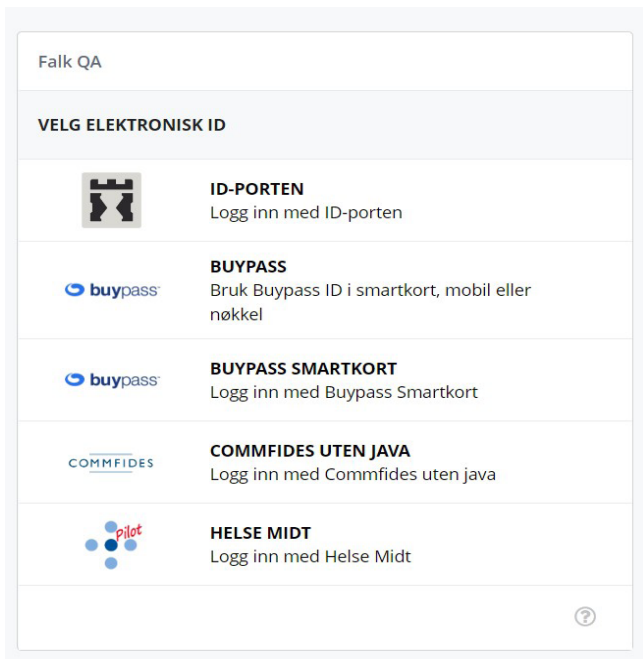 Falk QA
VELG ELEKTRONISK ID
ID-PORTEN
Logg inn med ID-porten
buypass
BUYPASS
Bruk Buypass ID i smartkort, mobil eller
nøkkel
buypass
BUYPASS SMARTKORT
Logg inn med Buypass Smartkort
COMMFIDES
COMMFIDES UTEN JAVA
Logg inn med Commfides uten java
Pilot
HELSE MIDT
Logg inn med Helse Midt
?